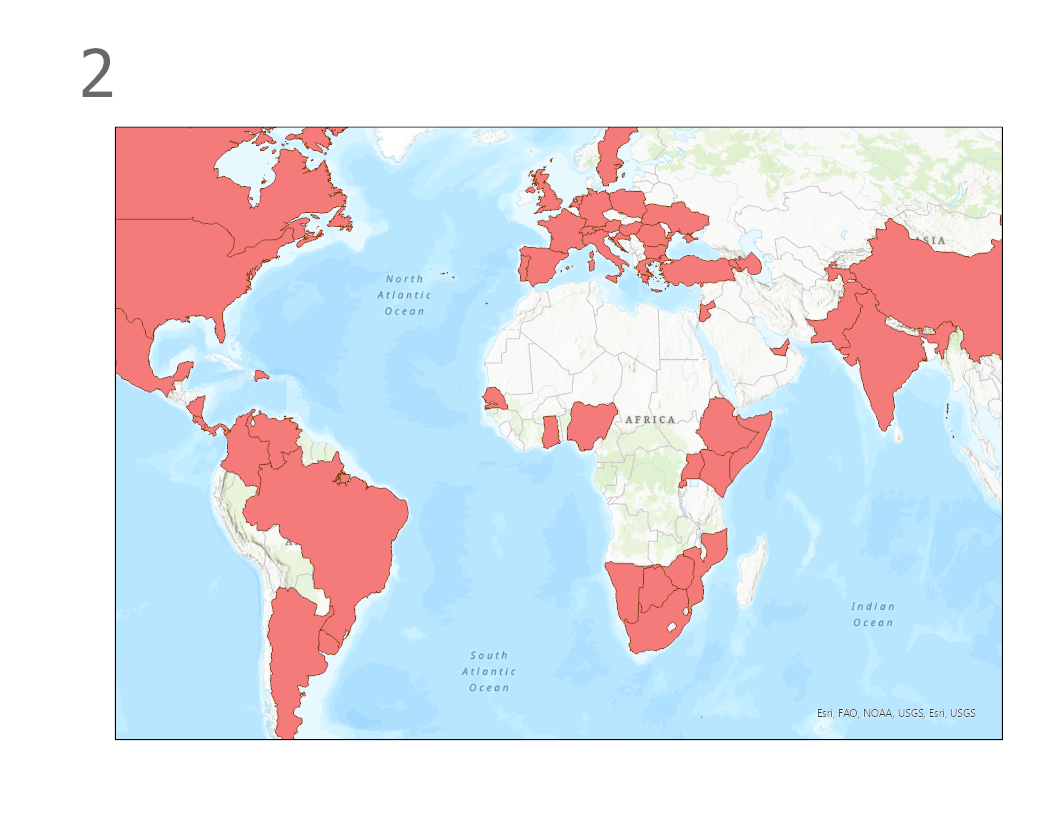 2
SIA
North
Atlantic
Ocean
AFRICA
A
Indian
Ocean
South
Atlantic
Ocean
Esri, FAO, NOAA, USGS, Esri, USGS